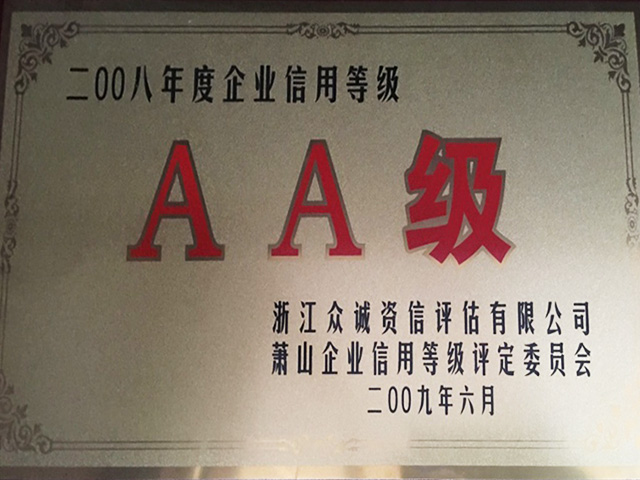 二00八年度企业信用等级
AA级
浙江众诚资信评估有限公司
萧山企业信用等级评定委员会
二00九年六月